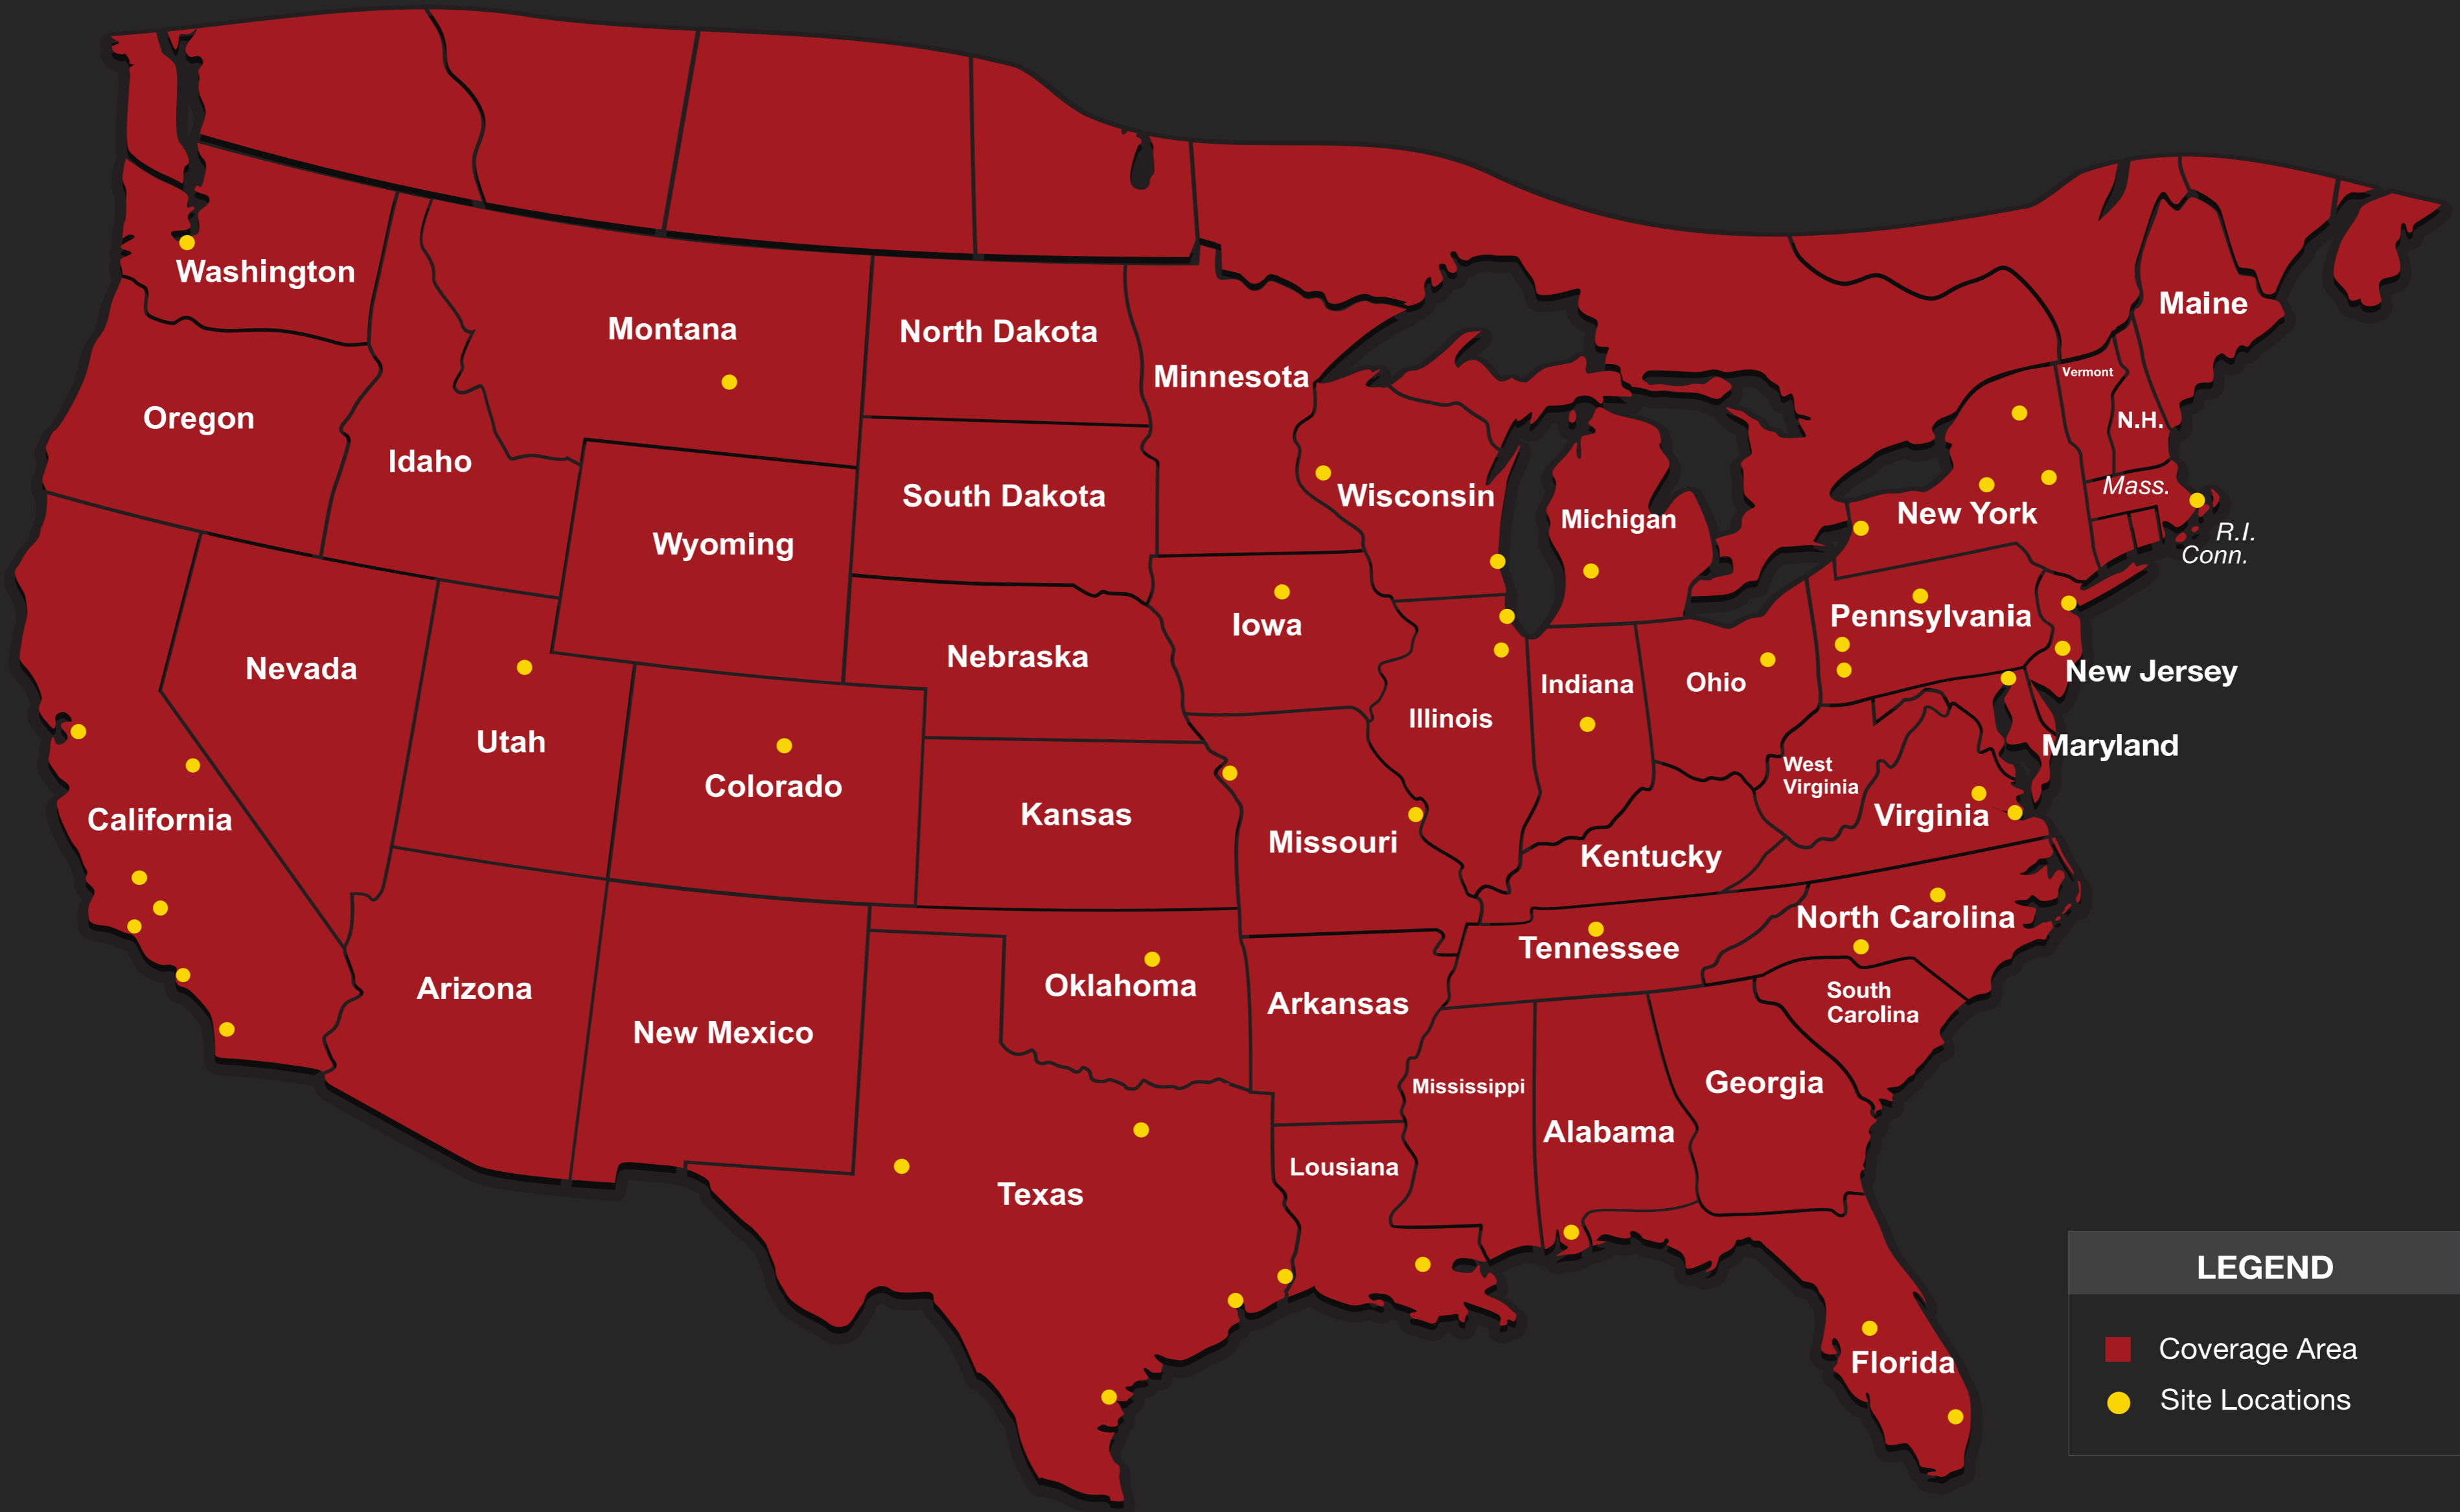 Washington
Montana
North Dakota
Minnesota
Maine
Vermont
Oregon
Idaho
N.H.
South Dakota
Wisconsin
Michigan
New York
Mass.
R.I.
Conn.
Wyoming
Iowa
Pennsylvania
Nebraska
Nevada
Indiana
Ohio
New Jersey
Illinois
Utah
Colorado
Maryland
West
Virginia
California
Kansas
Missouri
Virginia
Kentucky
North Carolina
Tennessee
Arizona
Oklahoma
Arkansas
South
Carolina
New Mexico
Mississippi
Georgia
Alabama
Lousiana
Texas
Florida
LEGEND
Coverage Area
Site Locations